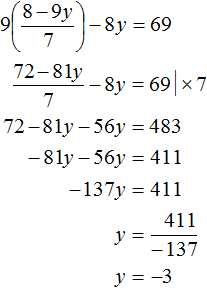 9((8−9y)/7)−8y = 69
(72−81y)/7−8y = 69|×7
72−81y−56y = 483
−81y−56y = 411
−137y = 411
y = 411/−137
y = −3